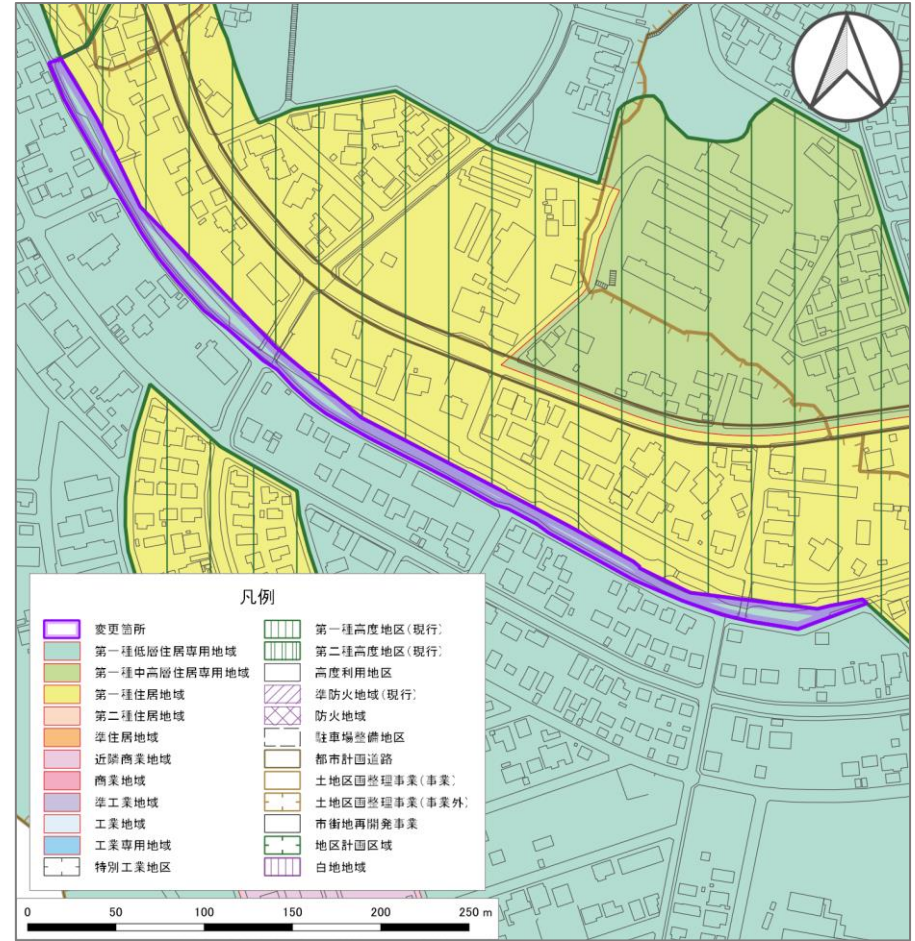 凡例
変更箇所
第一種低層住居専用地域
第一種中高層住居専用地域
第一種住居地域
第二種住居地域
準住居地域
近隣商業地域
商業地域
準工業地域
工業地域
工業専用地域
特別工業地区
第一種高度地区(現行)
第二種高度地区(現行)
高度利用地区
準防火地域(現行)
防火地域
駐車場整備地区
都市計画道路
土地区画整理事業(事業)
土地区画整理事業(事業外)
市街地再開発事業
地区計画区域
白地地域
0 50 100 150 200 250 m